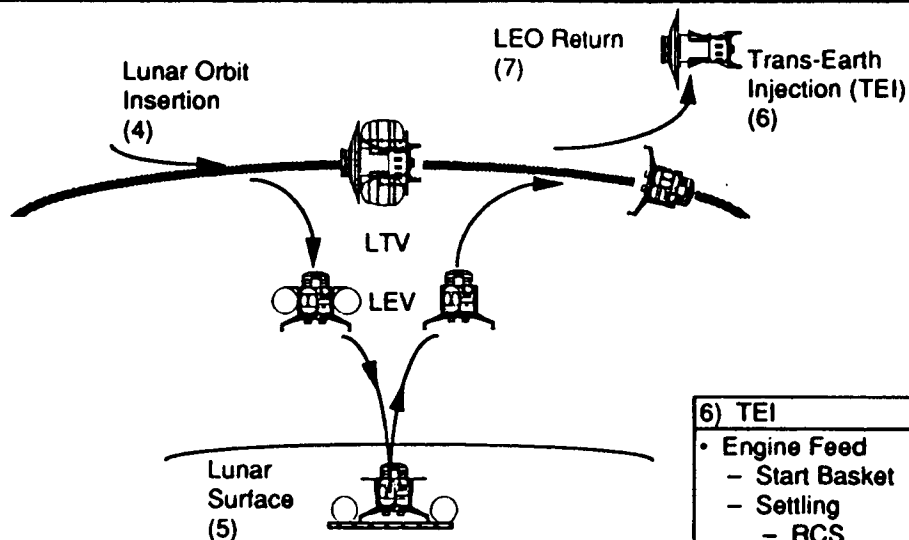 LEO Return
(7)
Lunar Orbit
Insertion
(4)
Trans-Earth
Injection (TEI)
(6)
LTV
LEV
Lunar
Surface
(5)
6) TEI
• Engine Feed
– Start Basket
– Settling
– RCS